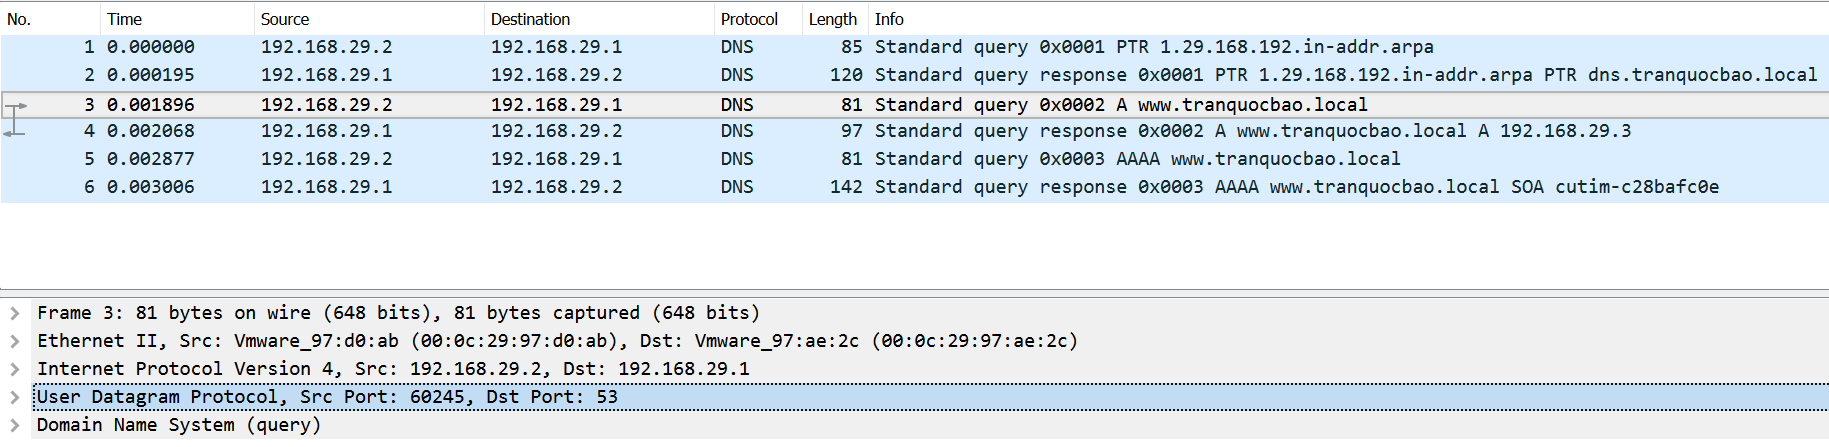 No. Time Source Destination Protocol Length Info
1 0.000000 192.168.29.2 192.168.29.1 DNS 85 Standard query 0x0001 PTR 1.29.168.192.in-addr.arpa
2 0.000195 192.168.29.1 192.168.29.2 DNS 120 Standard query response 0x0001 PTR 1.29.168.192.in-addr.arpa PTR dns.tranquocbao.local
3 0.001896 192.168.29.2 192.168.29.1 DNS 81 Standard query 0x0002 A www.tranquocbao.local
4 0.002068 192.168.29.1 192.168.29.2 DNS 97 Standard query response 0x0002 A www.tranquocbao.local A 192.168.29.3
5 0.002877 192.168.29.2 192.168.29.1 DNS 81 Standard query 0x0003 AAAA www.tranquocbao.local
6 0.003006 192.168.29.1 192.168.29.2 DNS 142 Standard query response 0x0003 AAAA www.tranquocbao.local SOA cutim-c28bafc0e
Frame 3: 81 bytes on wire (648 bits), 81 bytes captured (648 bits)
Ethernet II, Src: Vmware_97:d0:ab (00:0c:29:97:d0:ab), Dst: Vmware_97:ae:2c (00:0c:29:97:ae:2c)
Internet Protocol Version 4, Src: 192.168.29.2, Dst: 192.168.29.1
User Datagram Protocol, Src Port: 60245, Dst Port: 53
Domain Name System (query)